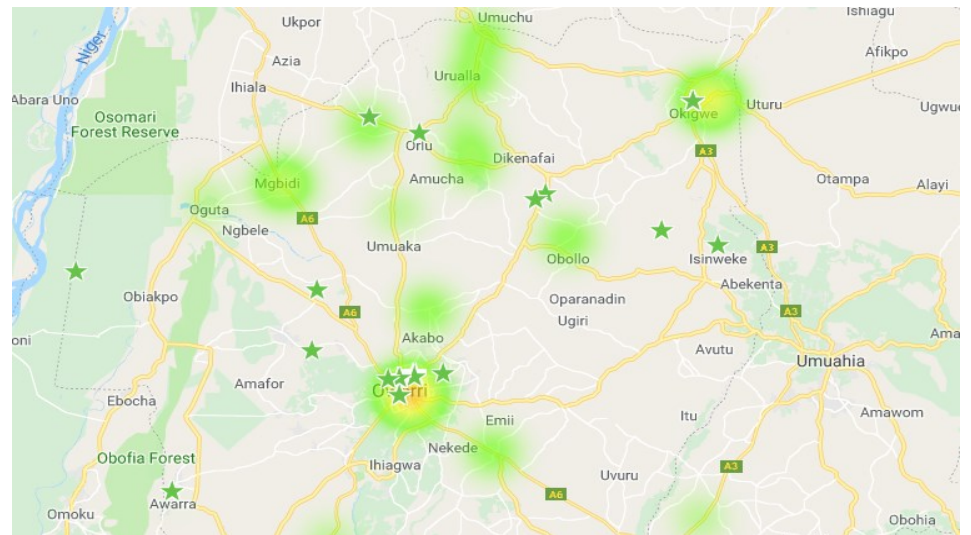 Umuchu
Ishiagu
Ukpor
Niger
Afikpo
Azia
Urualla
Ihiala
Abara Uno
Uturu
Ugwue
Osomari
Forest Reserve
Okigwe
Orlu
A3
Dikenafai
Mgbidi
Amucha
Otampa
Alayi
Oguta
A6
Ngbele
Umuaka
A3
Obollo
Isinweke
Abekenta
Obiakpo
Oparanadin
A6
Ugiri
A3
oni
Akabo
Ama
Avutu
Umuahia
Amafor
Ebocha
Itu
Amawom
Emii
Nekede
Obofia Forest
Ihiagwa
A3
Uvuru
A6
Awarra
Omoku
Obohia